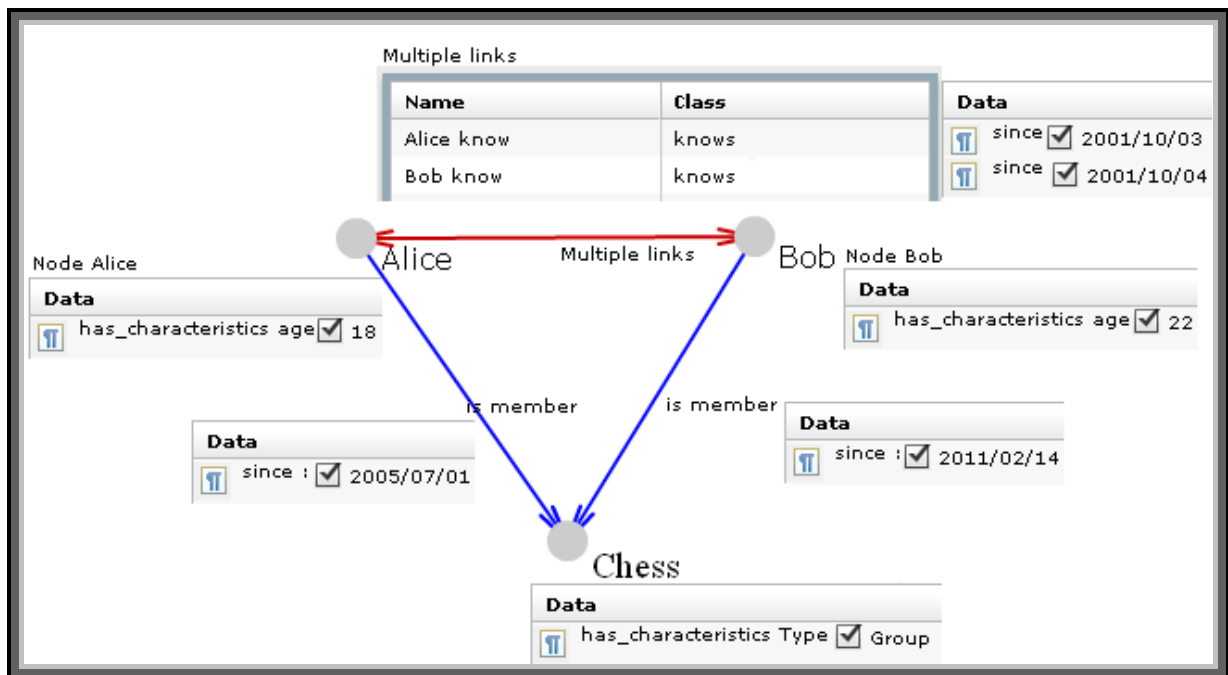 Multiple links
Name Class Data
Alice know knows since 2001/10/03
Bob know knows since 2001/10/04
Alice Multiple links Bob
Node Alice
Data
has_characteristics age 18
Node Bob
Data
has_characteristics age 22
is member
Data
since : 2005/07/01
is member
Data
since : 2011/02/14
Chess
Data
has_characteristics Type Group